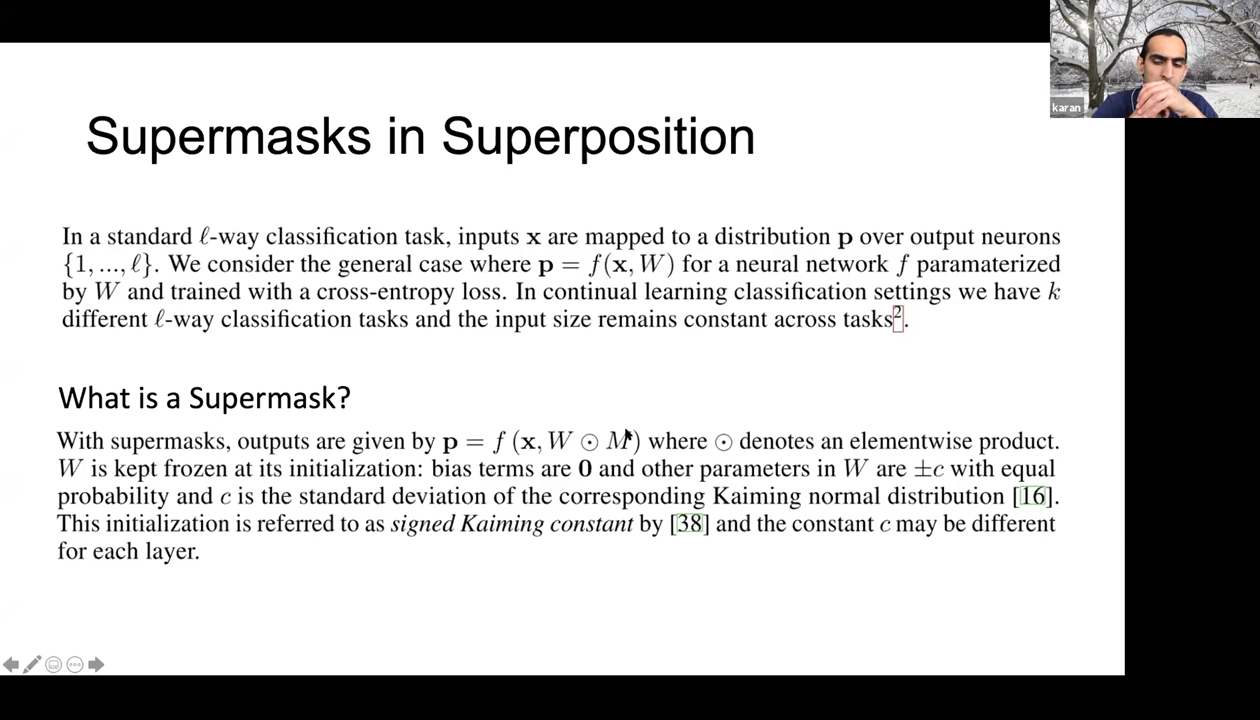 karan
Supermasks in Superposition
In a standard ℓ-way classification task, inputs x are mapped to a distribution p over output neurons
{1, ..., ℓ}. We consider the general case where p = f(x, W) for a neural network f paramaterized
by W and trained with a cross-entropy loss. In continual learning classification settings we have k
different ℓ-way classification tasks and the input size remains constant across tasks².
What is a Supermask?
With supermasks, outputs are given by p = f (x, W ⊙ M) where ⊙ denotes an elementwise product.
W is kept frozen at its initialization: bias terms are 0 and other parameters in W are ±c with equal
probability and c is the standard deviation of the corresponding Kaiming normal distribution [16].
This initialization is referred to as signed Kaiming constant by [38] and the constant c may be different
for each layer.